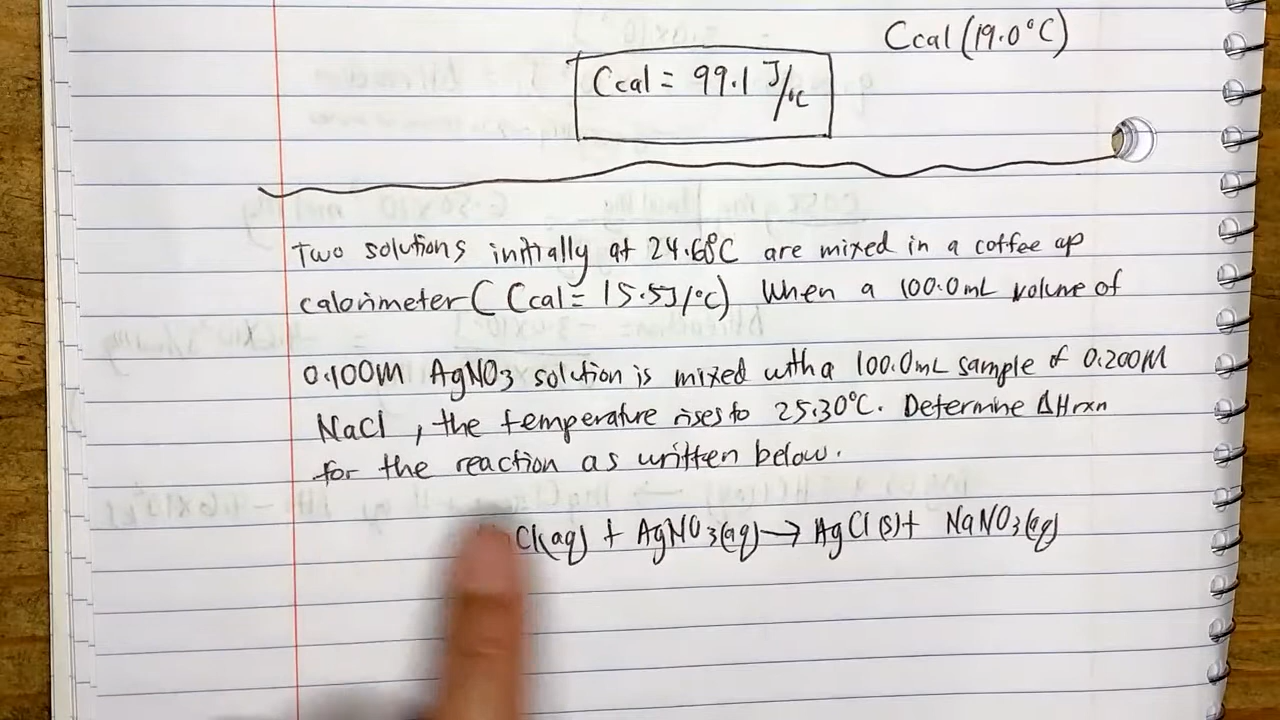 Ccal (19.0°C)
Ccal = 99.1 J/°C
Two solutions initially at 24.60°C are mixed in a coffee cup
calorimeter (Ccal = 15.5J/°C) When a 100.0mL volume of
0.100M AgNO3 solution is mixed with a 100.0mL sample of 0.200M
NaCl, the temperature rises to 25.30°C. Determine ΔHrxn
for the reaction as written below.
Cl(aq) + AgNO3(aq) → AgCl(s) + NaNO3(aq)